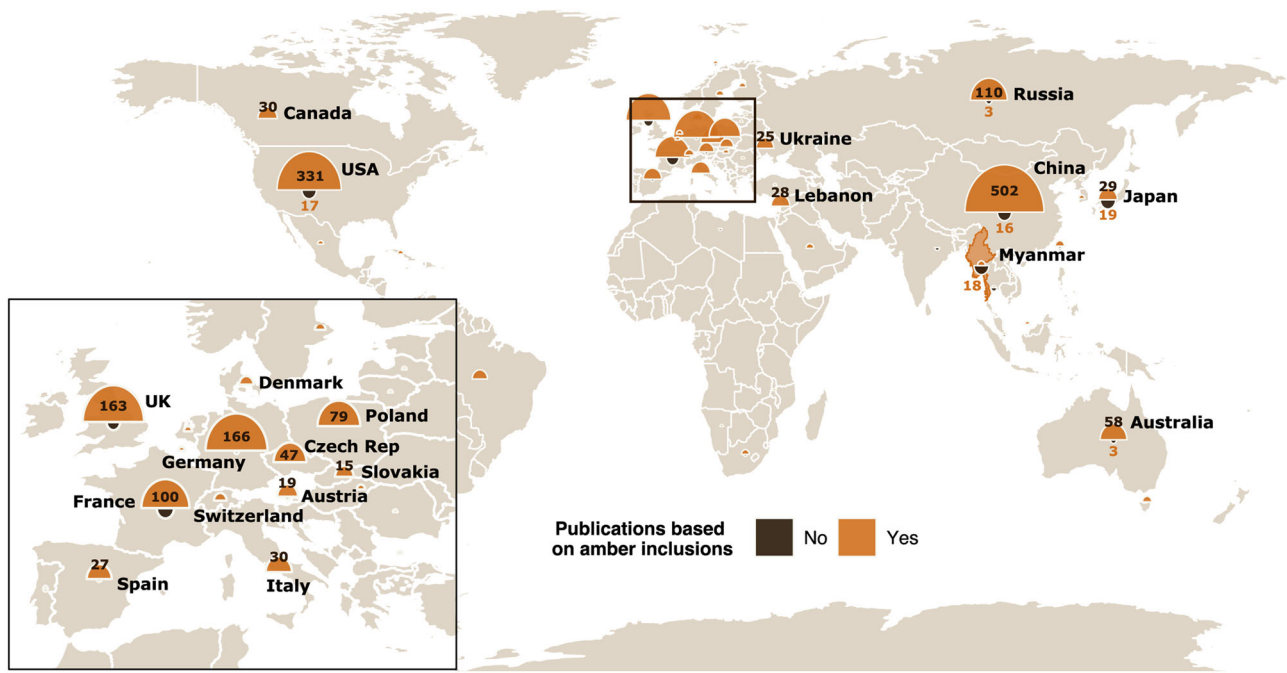 30
Canada
331
USA
17
110
Russia
3
25
Ukraine
28
Lebanon
China
502
16
29
Japan
19
Myanmar
18
58
Australia
3
Denmark
163
UK
79
Poland
166
Germany
Czech Rep
47
15
Slovakia
19
Austria
France
100
Switzerland
27
Spain
30
Italy
Publications based
on amber inclusions
No
Yes